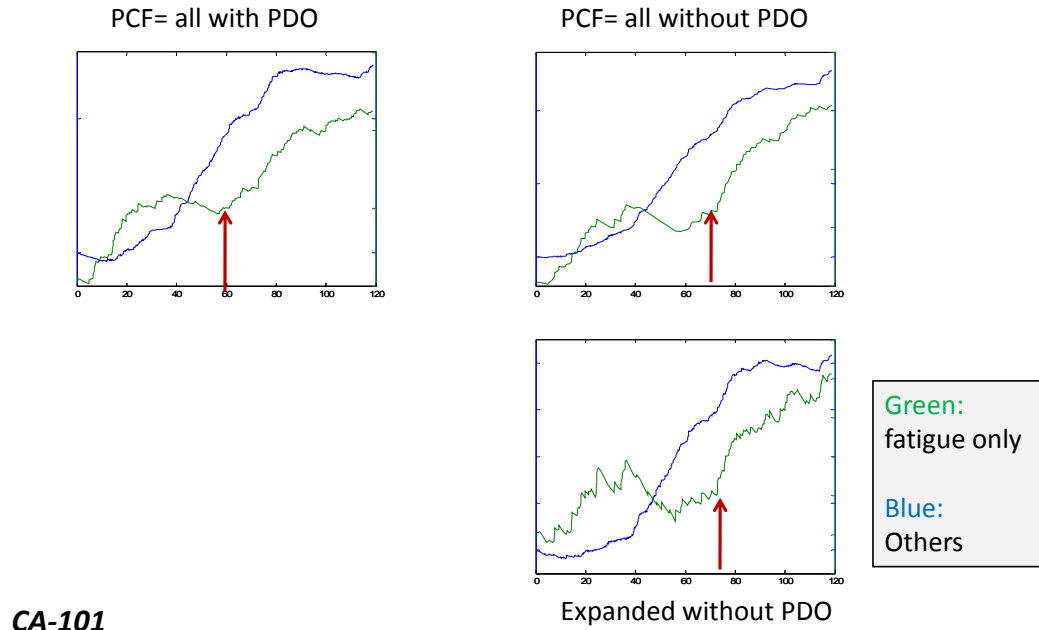 PCF= all with PDO
PCF= all without PDO
0 20 40 60 80 100 120
0 20 40 60 80 100 120
Green:
fatigue only
Blue:
Others
0 20 40 60 80 100 120
Expanded without PDO
CA-101